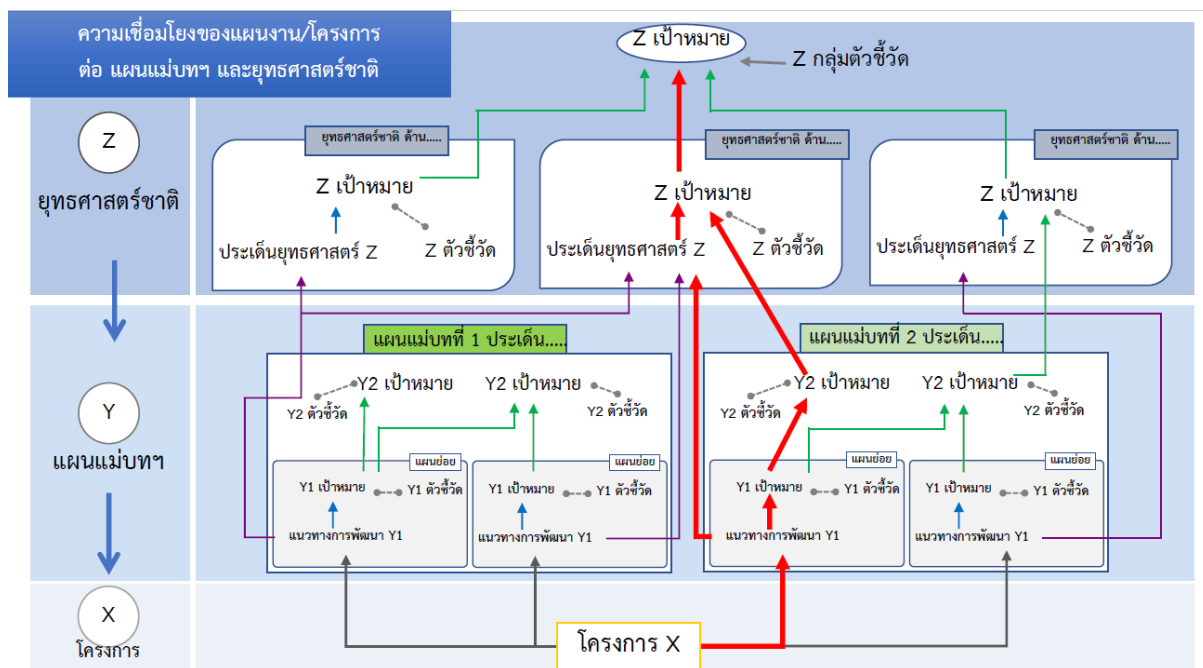 ความเชื่อมโยงของแผนงาน/โครงการ
ต่อ แผนแม่บทฯ และยุทธศาสตร์ชาติ
Z เป้าหมาย
Z กลุ่มตัวชี้วัด
Z
ยุทธศาสตร์ชาติ
ยุทธศาสตร์ชาติ ด้าน.....
Z เป้าหมาย
ประเด็นยุทธศาสตร์ Z
Z ตัวชี้วัด
ยุทธศาสตร์ชาติ ด้าน.....
Z เป้าหมาย
ประเด็นยุทธศาสตร์ Z
Z ตัวชี้วัด
ยุทธศาสตร์ชาติ ด้าน.....
Z เป้าหมาย
ประเด็นยุทธศาสตร์ Z
Z ตัวชี้วัด
Y
แผนแม่บทฯ
แผนแม่บทที่ 1 ประเด็น.....
Y2 เป้าหมาย
Y2 ตัวชี้วัด
Y2 เป้าหมาย
Y2 ตัวชี้วัด
แผนย่อย
Y1 เป้าหมาย
Y1 ตัวชี้วัด
แนวทางการพัฒนา Y1
แผนย่อย
Y1 เป้าหมาย
Y1 ตัวชี้วัด
แนวทางการพัฒนา Y1
แผนแม่บทที่ 2 ประเด็น.....
Y2 เป้าหมาย
Y2 ตัวชี้วัด
Y2 เป้าหมาย
Y2 ตัวชี้วัด
แผนย่อย
Y1 เป้าหมาย
Y1 ตัวชี้วัด
แนวทางการพัฒนา Y1
แผนย่อย
Y1 เป้าหมาย
Y1 ตัวชี้วัด
แนวทางการพัฒนา Y1
X
โครงการ
โครงการ X